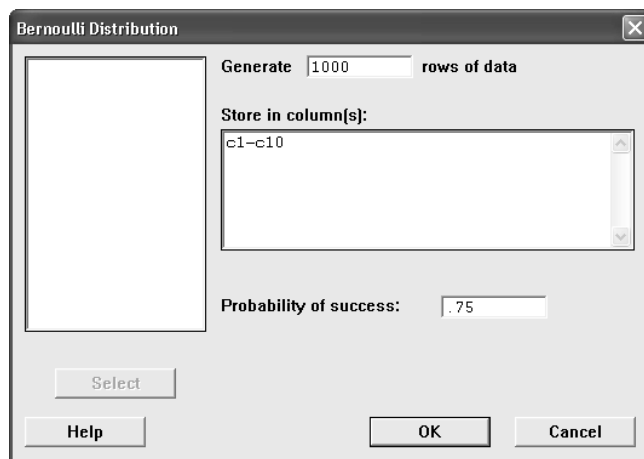 Bernoulli Distribution
Generate 1000 rows of data
Store in column(s):
c1-c10
Probability of success: .75
Select
Help OK Cancel